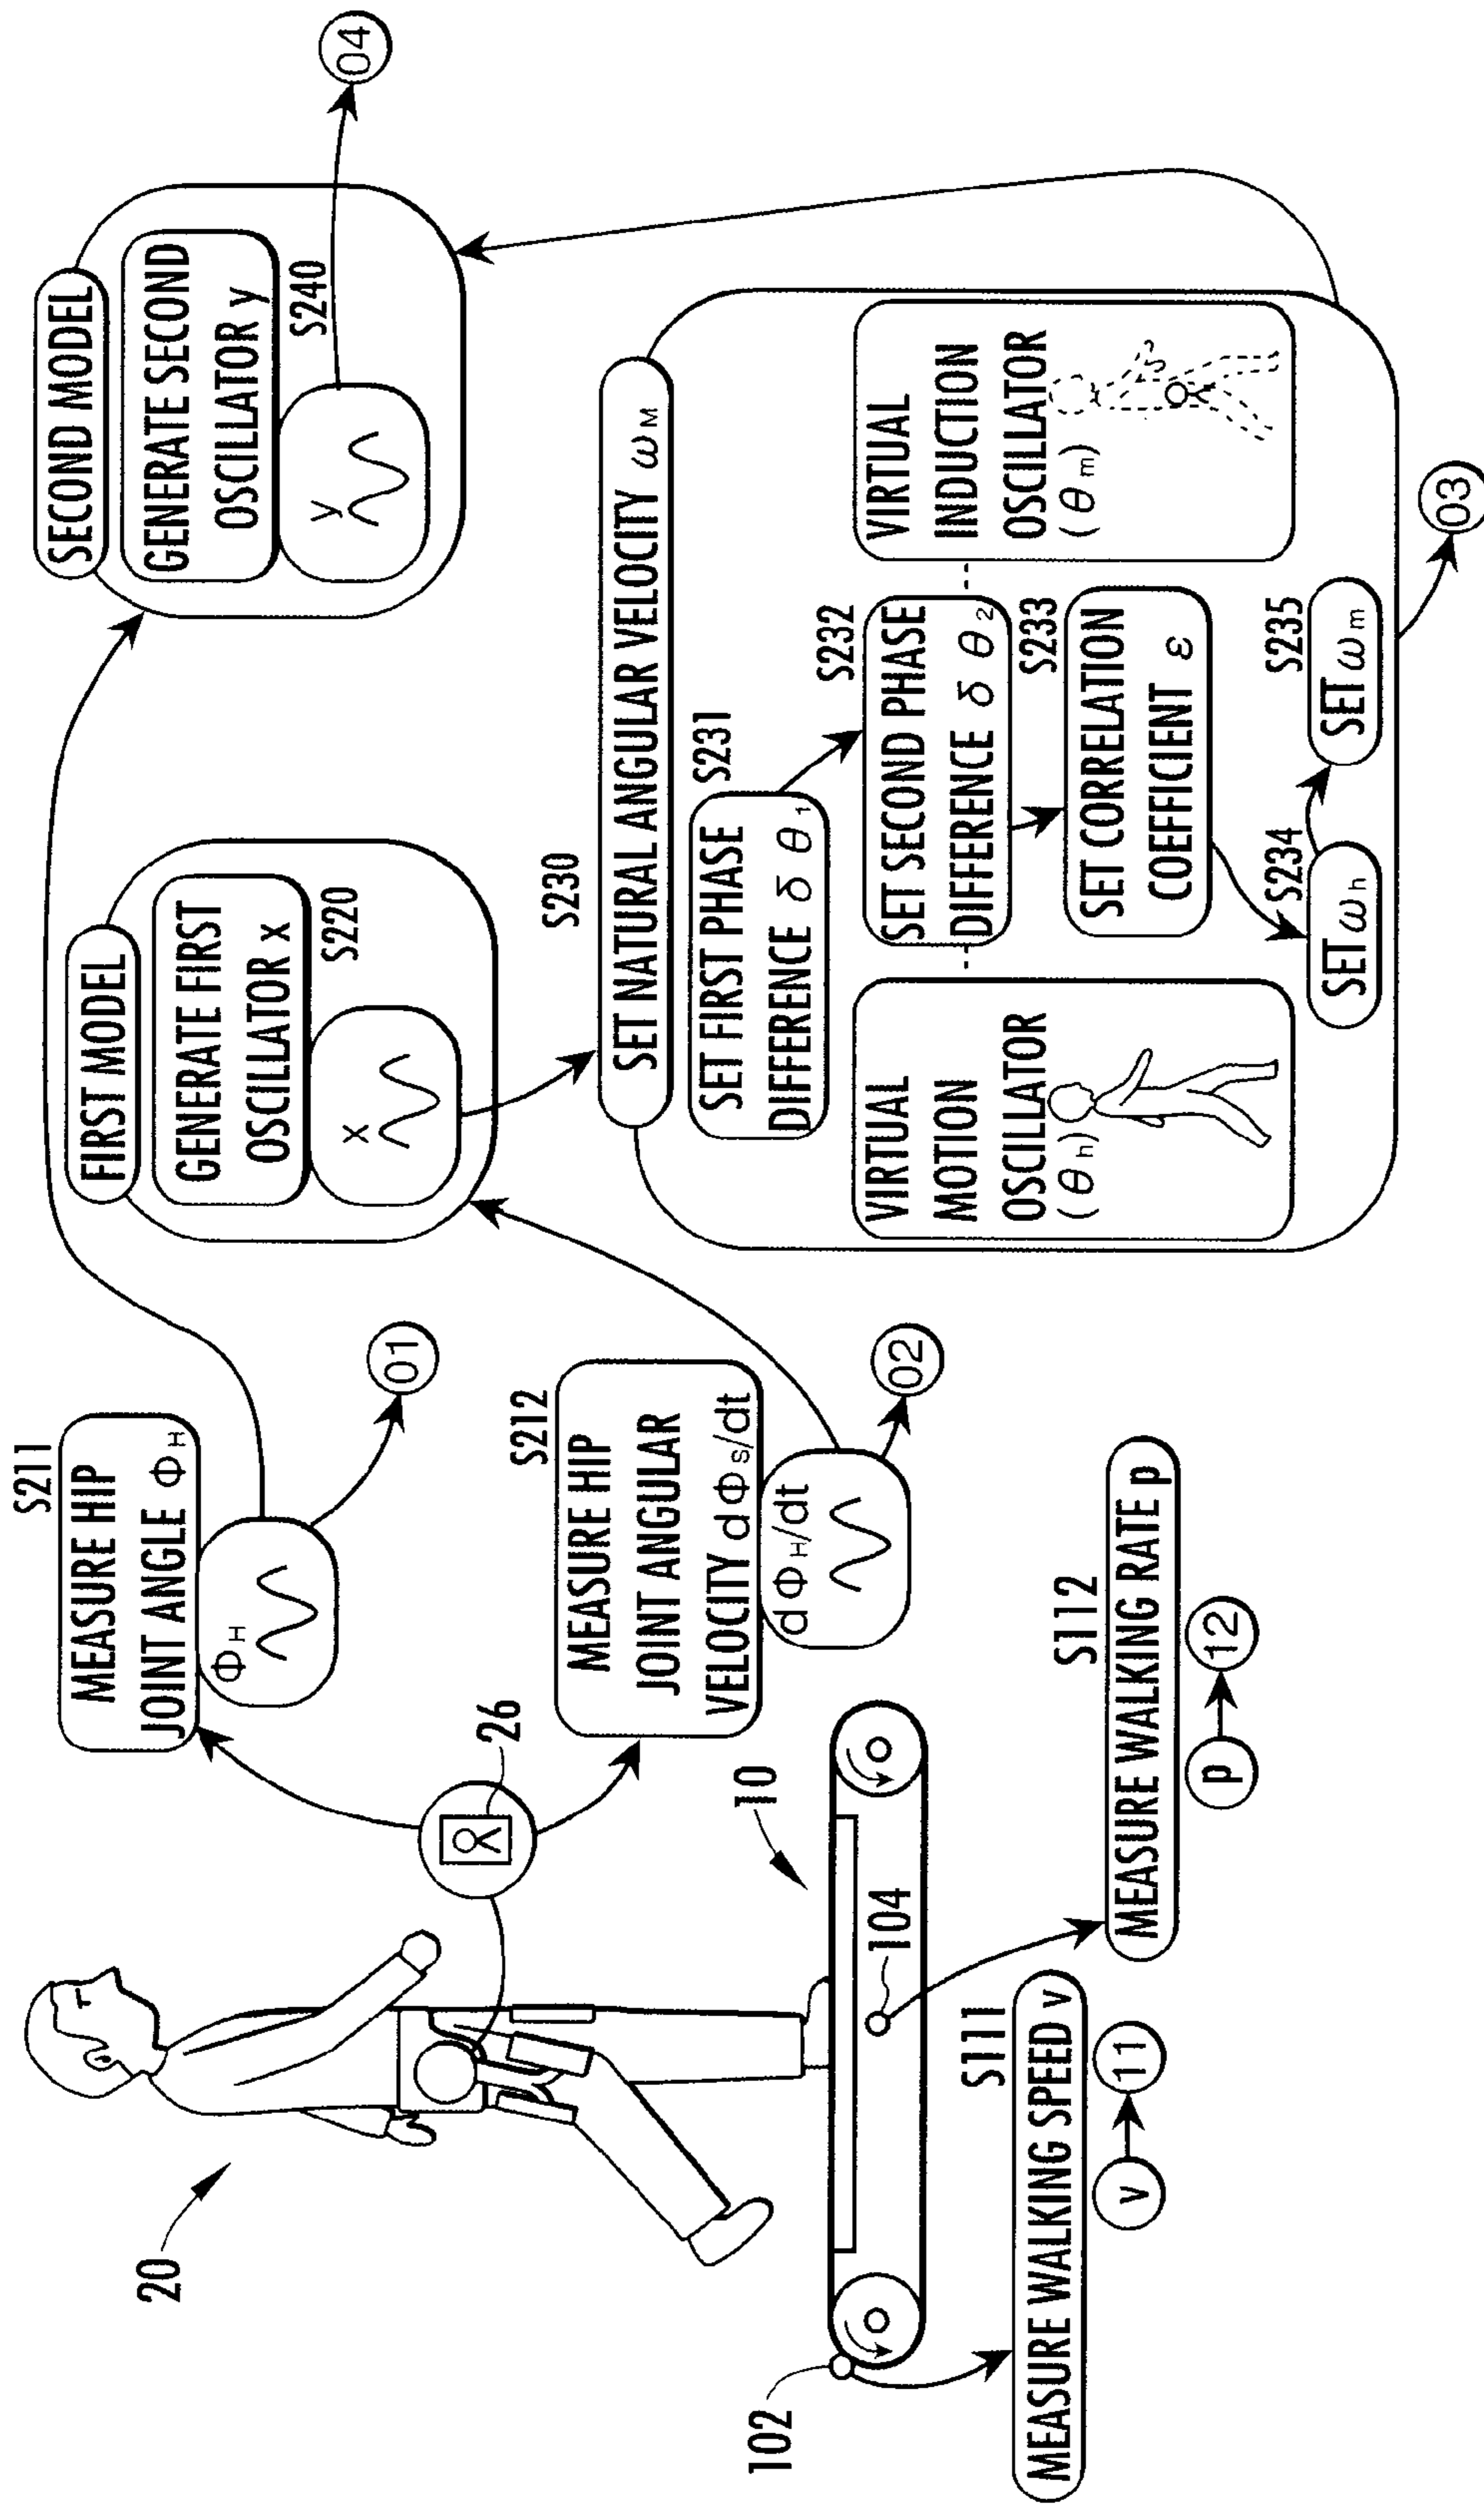 S211
MEASURE HIP
JOINT ANGLE ΦH
ΦH
01
S212
MEASURE HIP
JOINT ANGULAR
VELOCITY dΦS/dt
dΦH/dt
02
26
20
10
102
104
S111
MEASURE WALKING SPEED v
v
11
S112
MEASURE WALKING RATE p
p
12
FIRST MODEL
GENERATE FIRST
OSCILLATOR x
S220
x
SECOND MODEL
GENERATE SECOND
OSCILLATOR y
S240
y
04
S230
SET NATURAL ANGULAR VELOCITY ωM
SET FIRST PHASE
DIFFERENCE δθ1
S231
S232
SET SECOND PHASE
DIFFERENCE δθ2
S233
SET CORRELATION
COEFFICIENT ε
S234
SET ωh
S235
SET ωm
VIRTUAL
MOTION
OSCILLATOR
(θh)
VIRTUAL
INDUCTION
OSCILLATOR
(θm)
03